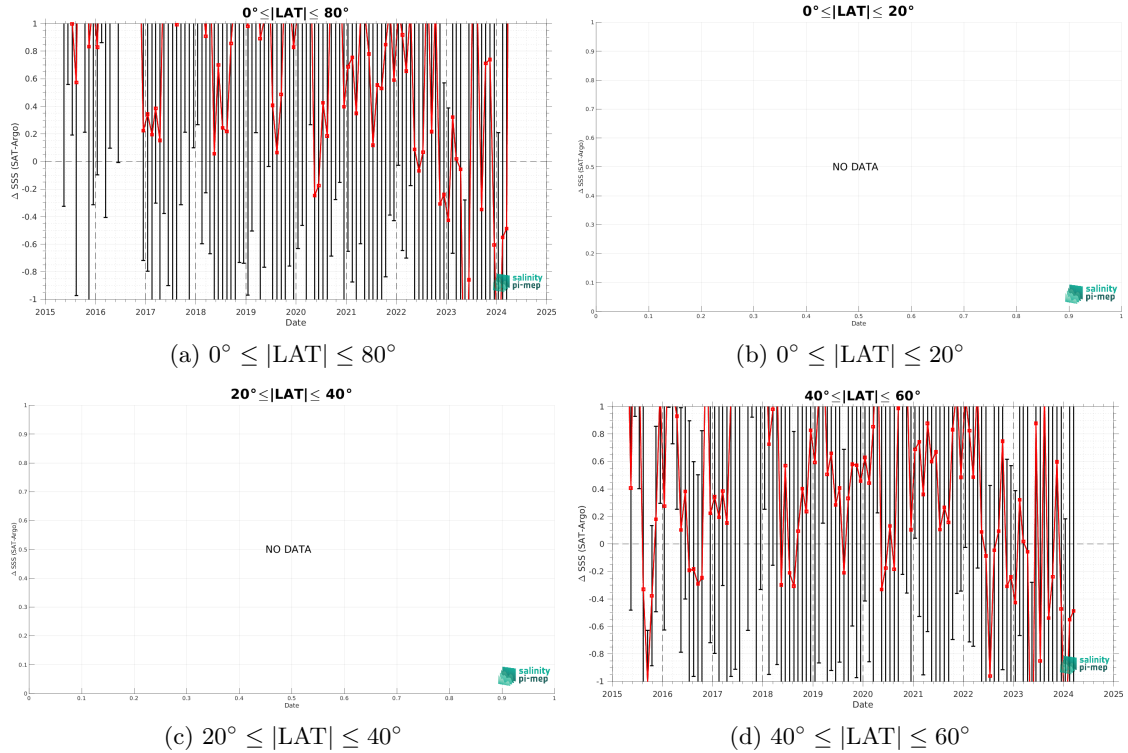 0°≤|LAT|≤ 80°
1
0.8
0.6
0.4
0.2
0
-0.2
-0.4
-0.6
-0.8
-1
Δ SSS (SAT-Argo)
2015 2016 2017 2018 2019 2020 2021 2022 2023 2024 2025
Date
salinity
pi-mep
(a) 0° ≤ |LAT| ≤ 80°
0°≤|LAT|≤ 20°
1
0.9
0.8
0.7
0.6
0.5
0.4
0.3
0.2
0.1
0
Δ SSS (SAT-Argo)
NO DATA
0 0.1 0.2 0.3 0.4 0.5 0.6 0.7 0.8 0.9 1
Date
salinity
pi-mep
(b) 0° ≤ |LAT| ≤ 20°
20°≤|LAT|≤ 40°
1
0.9
0.8
0.7
0.6
0.5
0.4
0.3
0.2
0.1
0
Δ SSS (SAT-Argo)
NO DATA
0 0.1 0.2 0.3 0.4 0.5 0.6 0.7 0.8 0.9 1
Date
salinity
pi-mep
(c) 20° ≤ |LAT| ≤ 40°
40°≤|LAT|≤ 60°
1
0.8
0.6
0.4
0.2
0
-0.2
-0.4
-0.6
-0.8
-1
Δ SSS (SAT-Argo)
2015 2016 2017 2018 2019 2020 2021 2022 2023 2024 2025
Date
salinity
pi-mep
(d) 40° ≤ |LAT| ≤ 60°